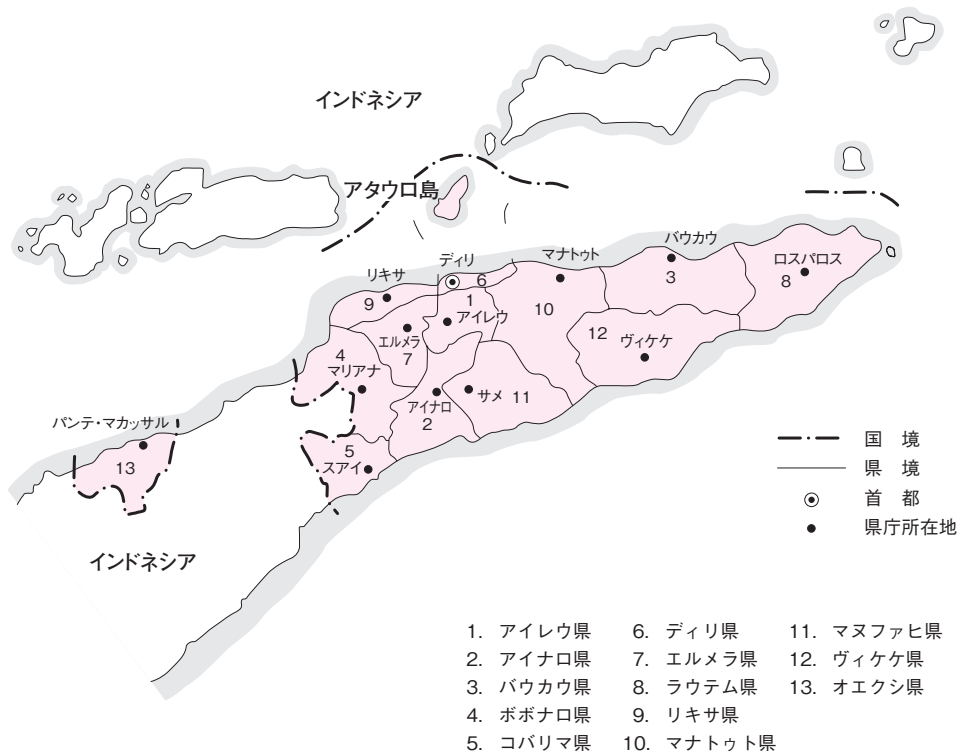 インドネシア
アタウロ島
ディリ
マナトゥト
バウカウ
ロスパロス
リキサ
6
3
8
9
1
アイレウ
10
エルメラ
7
12
ヴィケケ
4
マリアナ
アイナロ
2
サメ 11
パンテ・マカッサル
13
5
スアイ
インドネシア
国 境
県 境
首 都
県庁所在地
1. アイレウ県
2. アイナロ県
3. バウカウ県
4. ボボナロ県
5. コバリマ県
6. ディリ県
7. エルメラ県
8. ラウテム県
9. リキサ県
10. マナトゥト県
11. マヌファヒ県
12. ヴィケケ県
13. オエクシ県